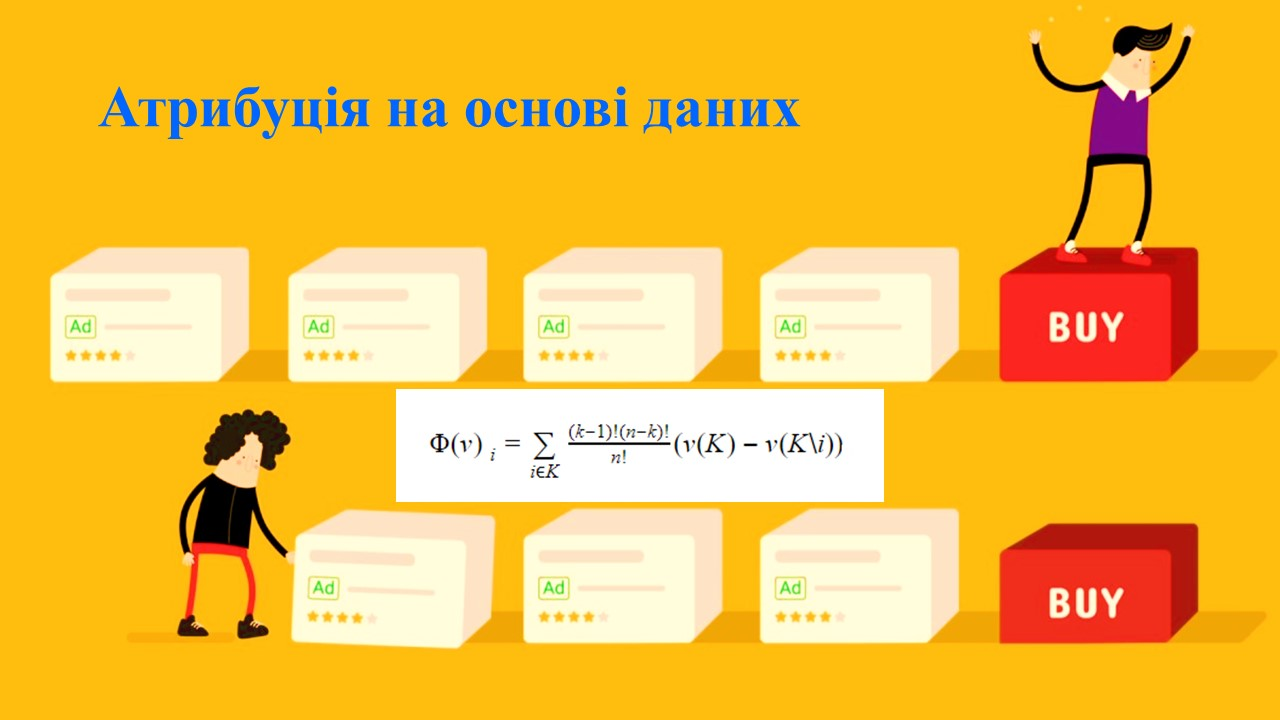 Атрибуція на основі даних
Ad
Ad
Ad
Ad
BUY
Φ(v) i = ∑ i∈K (k−1)!(n−k)! / n! (v(K) − v(K\i))
Ad
Ad
Ad
BUY